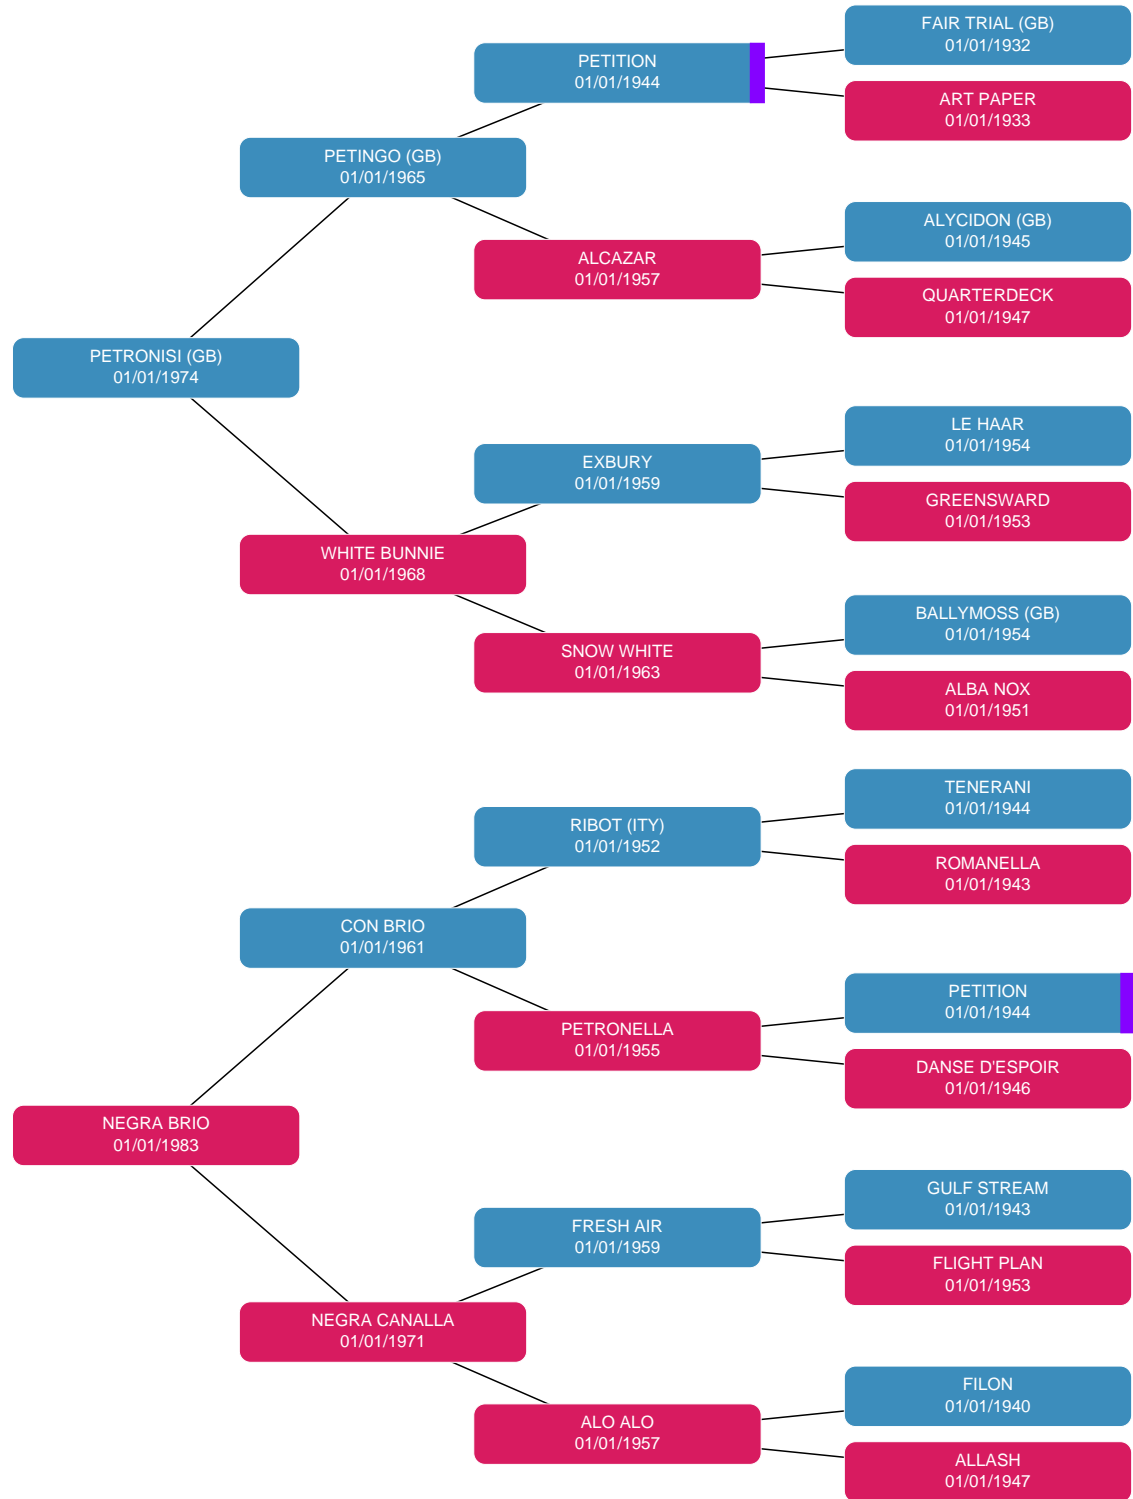 FAIR TRIAL (GB)
01/01/1932
PETITION
01/01/1944
ART PAPER
01/01/1933
PETINGO (GB)
01/01/1965
ALYCIDON (GB)
01/01/1945
ALCAZAR
01/01/1957
QUARTERDECK
01/01/1947
PETRONISI (GB)
01/01/1974
LE HAAR
01/01/1954
EXBURY
01/01/1959
GREENSWARD
01/01/1953
WHITE BUNNIE
01/01/1968
BALLYMOSS (GB)
01/01/1954
SNOW WHITE
01/01/1963
ALBA NOX
01/01/1951
TENERANI
01/01/1944
RIBOT (ITY)
01/01/1952
ROMANELLA
01/01/1943
CON BRIO
01/01/1961
PETITION
01/01/1944
PETRONELLA
01/01/1955
DANSE D'ESPOIR
01/01/1946
NEGRA BRIO
01/01/1983
GULF STREAM
01/01/1943
FRESH AIR
01/01/1959
FLIGHT PLAN
01/01/1953
NEGRA CANALLA
01/01/1971
FILON
01/01/1940
ALO ALO
01/01/1957
ALLASH
01/01/1947